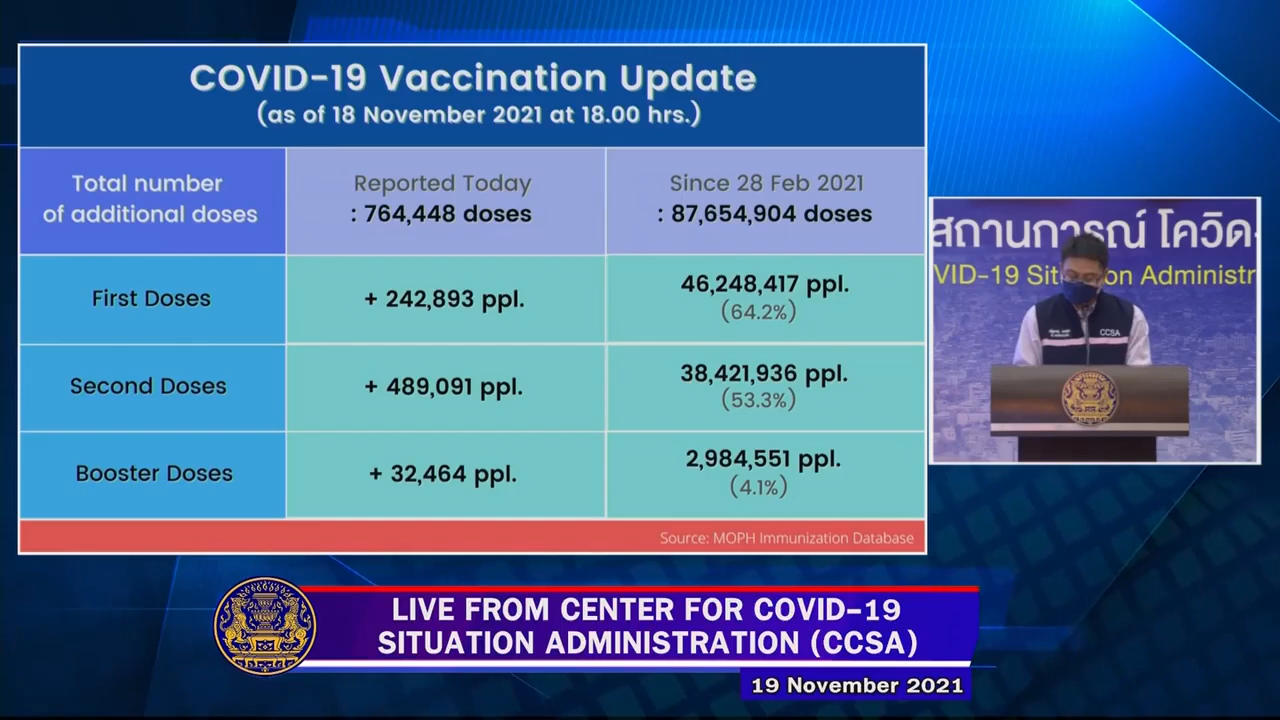 COVID-19 Vaccination Update
(as of 18 November 2021 at 18.00 hrs.)
Total number
of additional doses
Reported Today
: 764,448 doses
Since 28 Feb 2021
: 87,654,904 doses
First Doses
+ 242,893 ppl.
46,248,417 ppl.
(64.2%)
Second Doses
+ 489,091 ppl.
38,421,936 ppl.
(53.3%)
Booster Doses
+ 32,464 ppl.
2,984,551 ppl.
(4.1%)
Source: MOPH Immunization Database
สถานการณ์ โควิด-
VID-19 Sit on Administr
CCSA
LIVE FROM CENTER FOR COVID-19
SITUATION ADMINISTRATION (CCSA)
19 November 2021